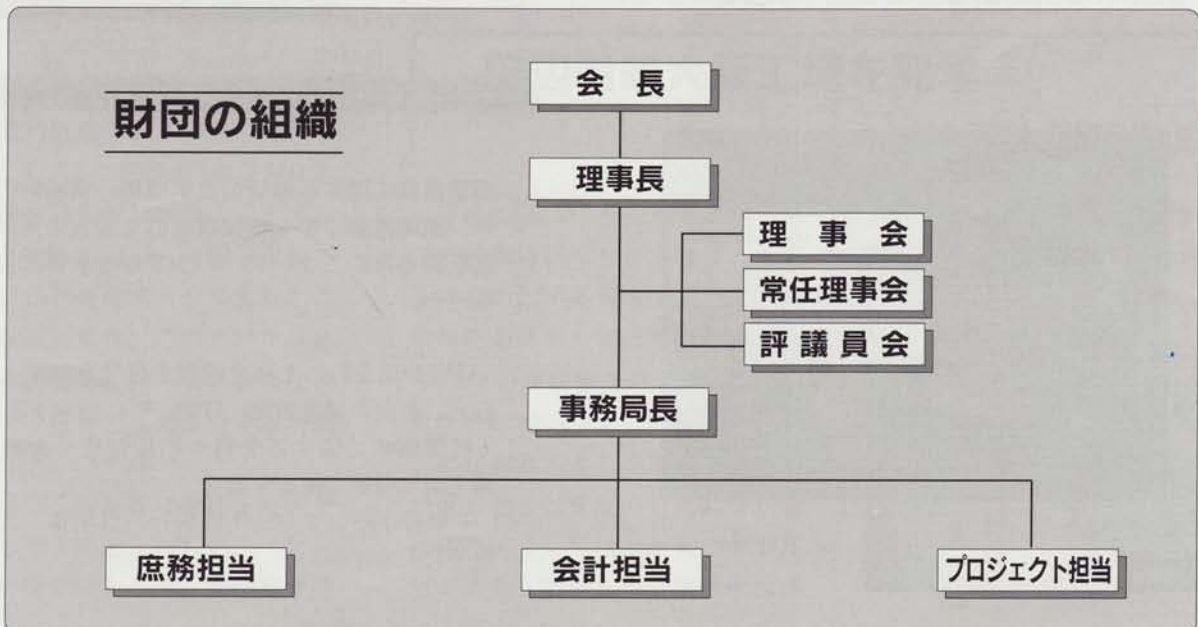 財団の組織
会長
理事長
理事会
常任理事会
評議員会
事務局長
庶務担当
会計担当
プロジェクト担当